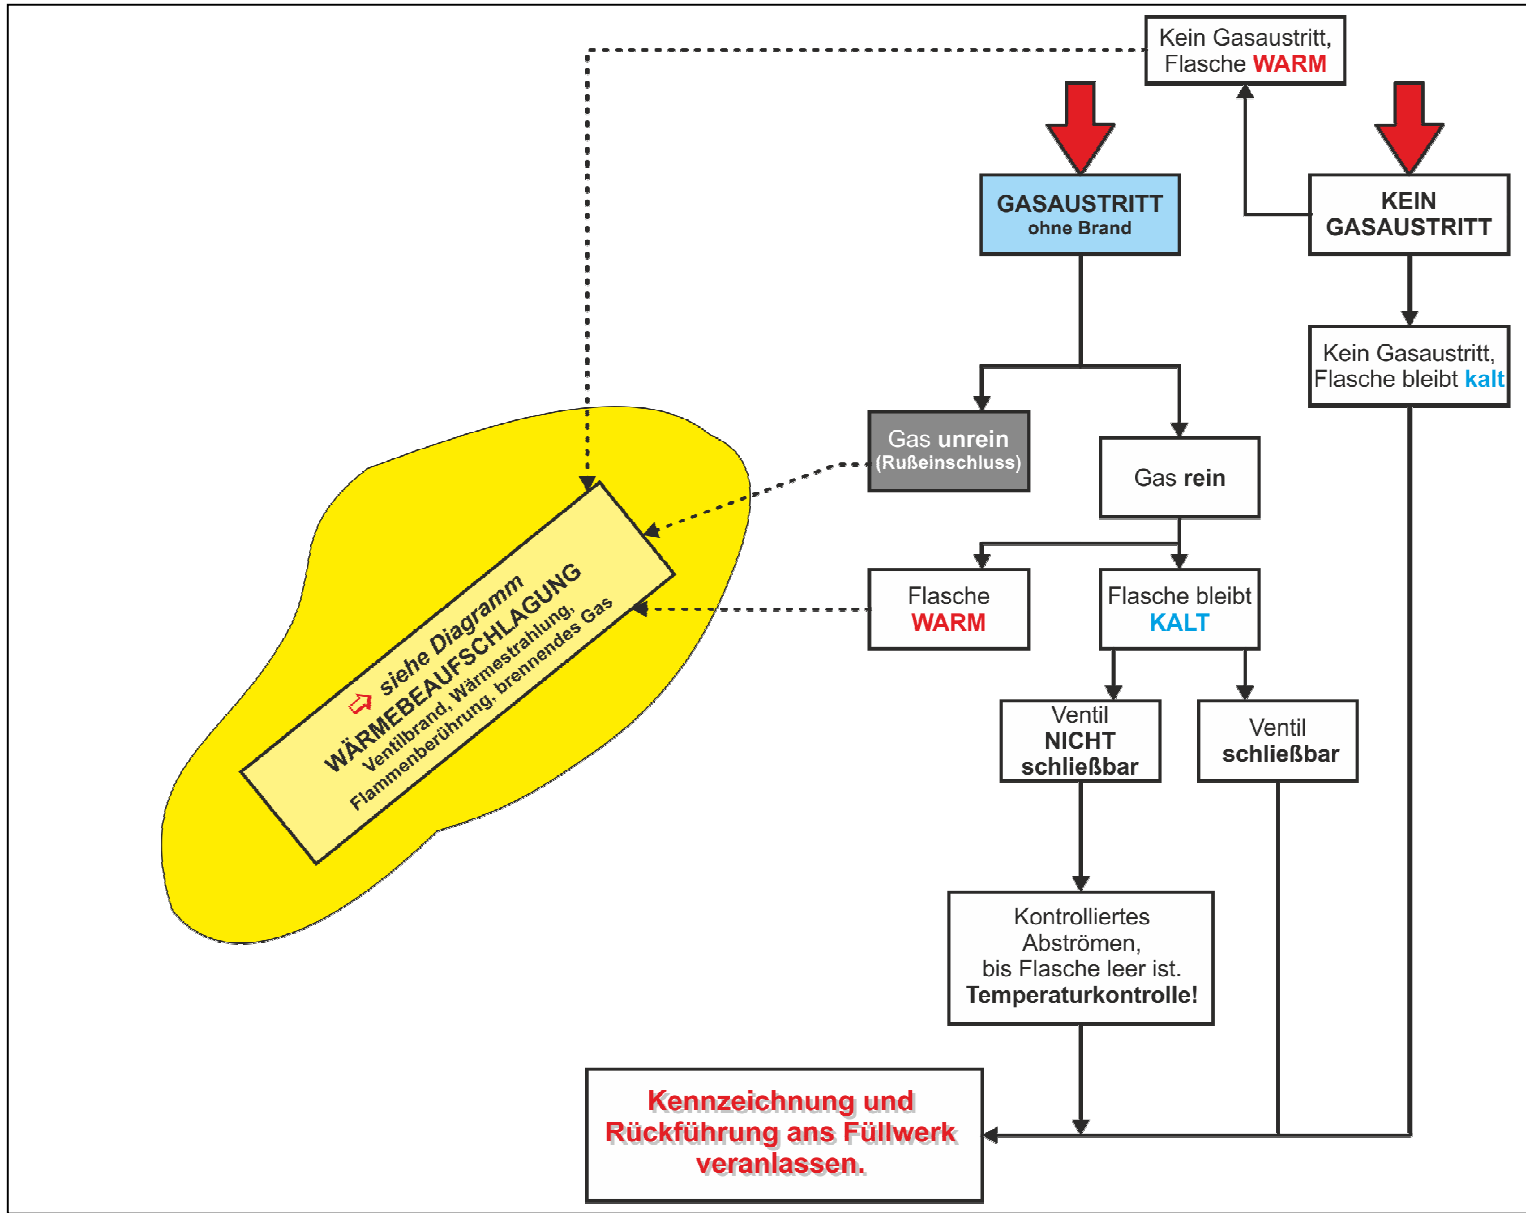 Kein Gasaustritt,
Flasche WARM
GASAUSTRITT
ohne Brand
KEIN
GASAUSTRITT
Kein Gasaustritt,
Flasche bleibt kalt
Gas unrein
(Rußeinschluss)
Gas rein
Flasche
WARM
Flasche bleibt
KALT
siehe Diagramm
WÄRMEBEAUFSCHLAGUNG
Ventilbrand, Wärmestrahlung,
Flammenberührung, brennendes Gas
Ventil
NICHT
schließbar
Ventil
schließbar
Kontrolliertes
Abströmen,
bis Flasche leer ist.
Temperaturkontrolle!
Kennzeichnung und
Rückführung ans Füllwerk
veranlassen.